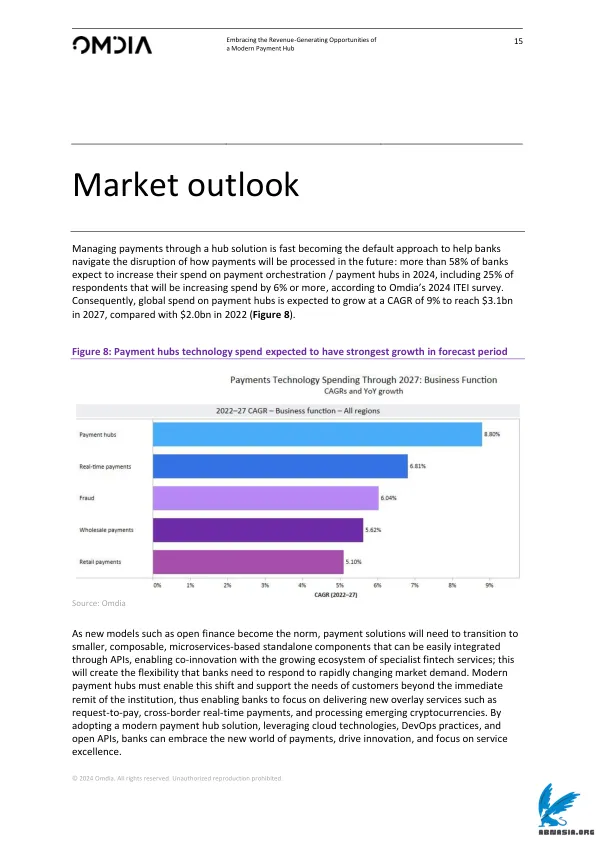 OMDIA
Embracing the Revenue-Generating Opportunities of
a Modern Payment Hub
15
Market outlook
Managing payments through a hub solution is fast becoming the default approach to help banks
navigate the disruption of how payments will be processed in the future: more than 58% of banks
expect to increase their spend on payment orchestration / payment hubs in 2024, including 25% of
respondents that will be increasing spend by 6% or more, according to Omdia's 2024 ITEI survey.
Consequently, global spend on payment hubs is expected to grow at a CAGR of 9% to reach $3.1bn
in 2027, compared with $2.0bn in 2022 (Figure 8).
Figure 8: Payment hubs technology spend expected to have strongest growth in forecast period
Payments Technology Spending Through 2027: Business Function
CAGRs and YoY growth
2022–27 CAGR – Business function – All regions
Payment hubs 8.80%
Real-time payments 6.81%
Fraud 6.04%
Wholesale payments 5.62%
Retail payments 5.10%
0% 1% 2% 3% 4% 5% 6% 7% 8% 9%
CAGR (2022–27)
Source: Omdia
As new models such as open finance become the norm, payment solutions will need to transition to
smaller, composable, microservices-based standalone components that can be easily integrated
through APIs, enabling co-innovation with the growing ecosystem of specialist fintech services; this
will create the flexibility that banks need to respond to rapidly changing market demand. Modern
payment hubs must enable this shift and support the needs of customers beyond the immediate
remit of the institution, thus enabling banks to focus on delivering new overlay services such as
request-to-pay, cross-border real-time payments, and processing emerging cryptocurrencies. By
adopting a modern payment hub solution, leveraging cloud technologies, DevOps practices, and
open APIs, banks can embrace the new world of payments, drive innovation, and focus on service
excellence.
© 2024 Omdia. All rights reserved. Unauthorized reproduction prohibited.
ABNASIA.ORG